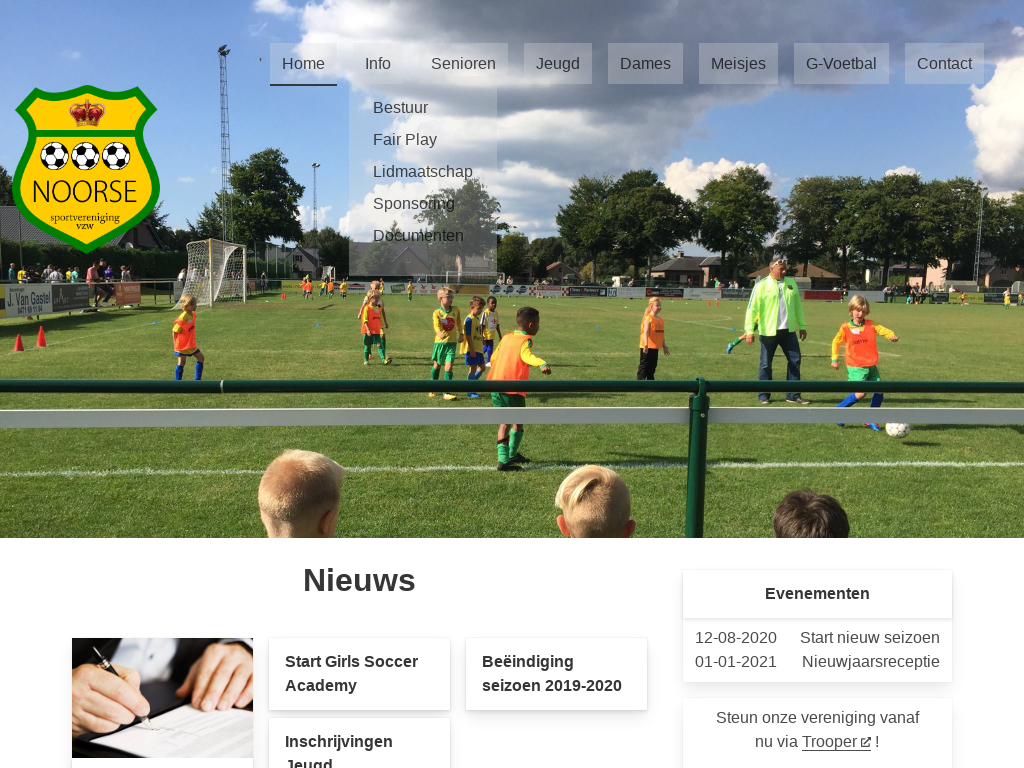 Home
Info
Senioren
Jeugd
Dames
Meisjes
G-Voetbal
Contact
Bestuur
Fair Play
Lidmaatschap
Sponsoring
Documenten
NOORSE
sportvereniging
vzw
J. Van Gastel
Nieuws
Start Girls Soccer
Academy
Inschrijvingen
Jeugd
Beëindiging
seizoen 2019-2020
Evenementen
12-08-2020 Start nieuw seizoen
01-01-2021 Nieuwjaarsreceptie
Steun onze vereniging vanaf
nu via Trooper !